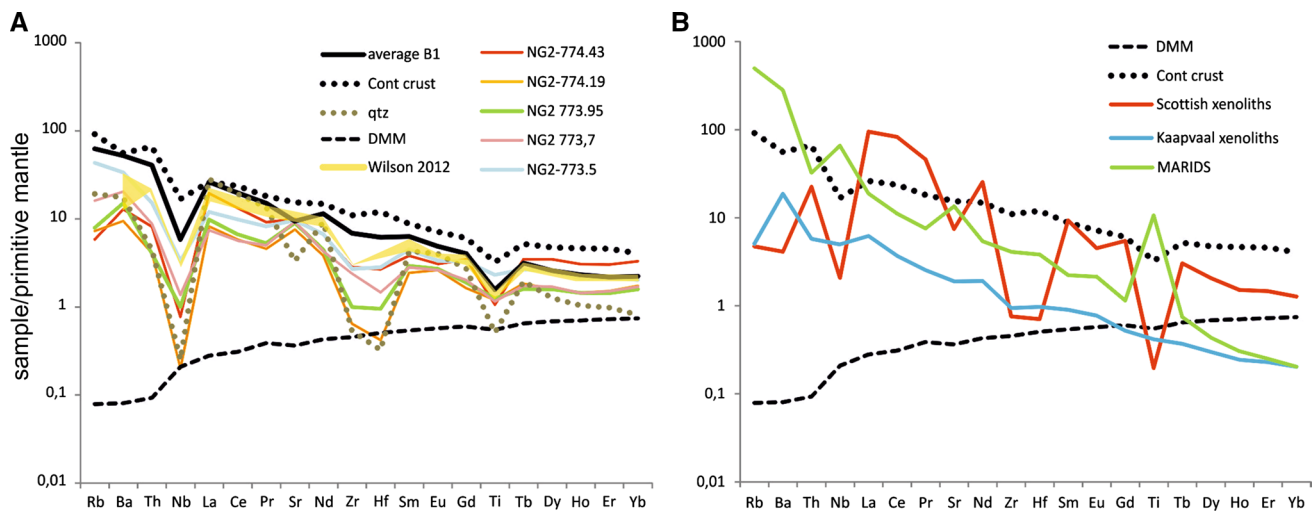 A
sample/primitive mantle
1000
100
10
1
0,1
0,01
average B1
Cont crust
qtz
DMM
Wilson 2012
NG2-774.43
NG2-774.19
NG2 773.95
NG2 773,7
NG2-773.5
Rb Ba Th Nb La Ce Pr Sr Nd Zr Hf Sm Eu Gd Ti Tb Dy Ho Er Yb
B
1000
100
10
1
0,1
0,01
DMM
Cont crust
Scottish xenoliths
Kaapvaal xenoliths
MARIDS
Rb Ba Th Nb La Ce Pr Sr Nd Zr Hf Sm Eu Gd Ti Tb Dy Ho Er Yb